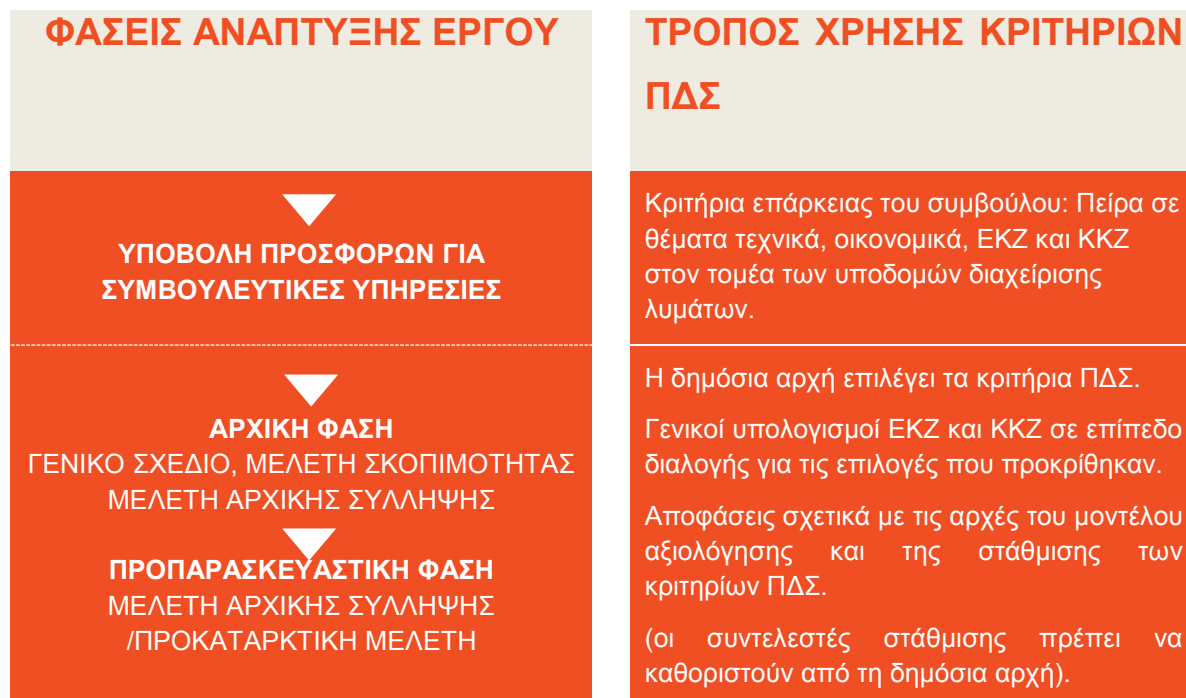 ΦΑΣΕΙΣ ΑΝΑΠΤΥΞΗΣ ΕΡΓΟΥ
ΤΡΟΠΟΣ ΧΡΗΣΗΣ ΚΡΙΤΗΡΙΩΝ
ΠΔΣ
ΥΠΟΒΟΛΗ ΠΡΟΣΦΟΡΩΝ ΓΙΑ
ΣΥΜΒΟΥΛΕΥΤΙΚΕΣ ΥΠΗΡΕΣΙΕΣ
Κριτήρια επάρκειας του συμβούλου: Πείρα σε
θέματα τεχνικά, οικονομικά, ΕΚΖ και ΚΚΖ
στον τομέα των υποδομών διαχείρισης
λυμάτων.
ΑΡΧΙΚΗ ΦΑΣΗ
ΓΕΝΙΚΟ ΣΧΕΔΙΟ, ΜΕΛΕΤΗ ΣΚΟΠΙΜΟΤΗΤΑΣ
ΜΕΛΕΤΗ ΑΡΧΙΚΗΣ ΣΥΛΛΗΨΗΣ
ΠΡΟΠΑΡΑΣΚΕΥΑΣΤΙΚΗ ΦΑΣΗ
ΜΕΛΕΤΗ ΑΡΧΙΚΗΣ ΣΥΛΛΗΨΗΣ
/ΠΡΟΚΑΤΑΡΚΤΙΚΗ ΜΕΛΕΤΗ
Η δημόσια αρχή επιλέγει τα κριτήρια ΠΔΣ.
Γενικοί υπολογισμοί ΕΚΖ και ΚΚΖ σε επίπεδο
διαλογής για τις επιλογές που προκρίθηκαν.
Αποφάσεις σχετικά με τις αρχές του μοντέλου
αξιολόγησης και της στάθμισης των
κριτηρίων ΠΔΣ.
(οι συντελεστές στάθμισης πρέπει να
καθοριστούν από τη δημόσια αρχή).